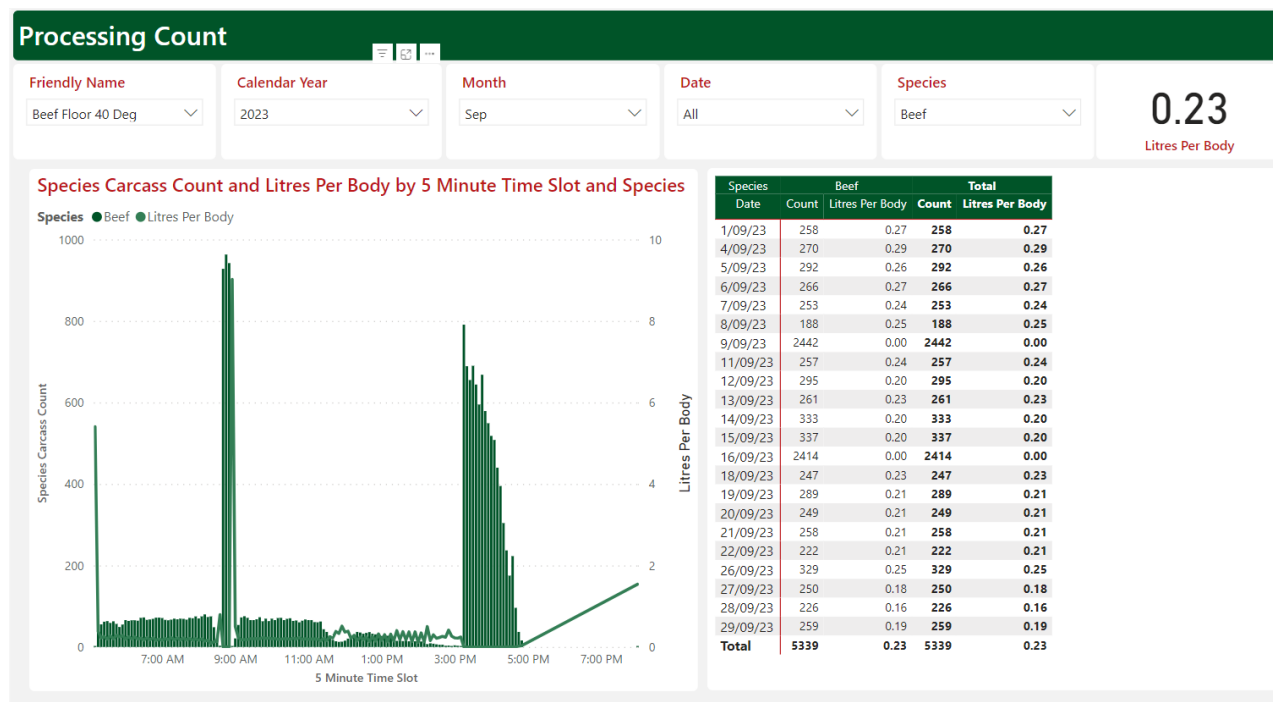 Processing Count
Friendly Name
Calendar Year
Month
Date
Species
Beef Floor 40 Deg
2023
Sep
All
Beef
0.23
Litres Per Body
Species Carcass Count and Litres Per Body by 5 Minute Time Slot and Species
Species Beef Litres Per Body
1000
800
600
400
200
0
Species Carcass Count
10
8
6
4
2
0
Litres Per Body
7:00 AM 9:00 AM 11:00 AM 1:00 PM 3:00 PM 5:00 PM 7:00 PM
5 Minute Time Slot
Species Beef Total
Date Count Litres Per Body Count Litres Per Body
1/09/23 258 0.27 258 0.27
4/09/23 270 0.29 270 0.29
5/09/23 292 0.26 292 0.26
6/09/23 266 0.27 266 0.27
7/09/23 253 0.24 253 0.24
8/09/23 188 0.25 188 0.25
9/09/23 2442 0.00 2442 0.00
11/09/23 257 0.24 257 0.24
12/09/23 295 0.20 295 0.20
13/09/23 261 0.23 261 0.23
14/09/23 333 0.20 333 0.20
15/09/23 337 0.20 337 0.20
16/09/23 2414 0.00 2414 0.00
18/09/23 247 0.23 247 0.23
19/09/23 289 0.21 289 0.21
20/09/23 249 0.21 249 0.21
21/09/23 258 0.21 258 0.21
22/09/23 222 0.21 222 0.21
26/09/23 329 0.25 329 0.25
27/09/23 250 0.18 250 0.18
28/09/23 226 0.16 226 0.16
29/09/23 259 0.19 259 0.19
Total 5339 0.23 5339 0.23